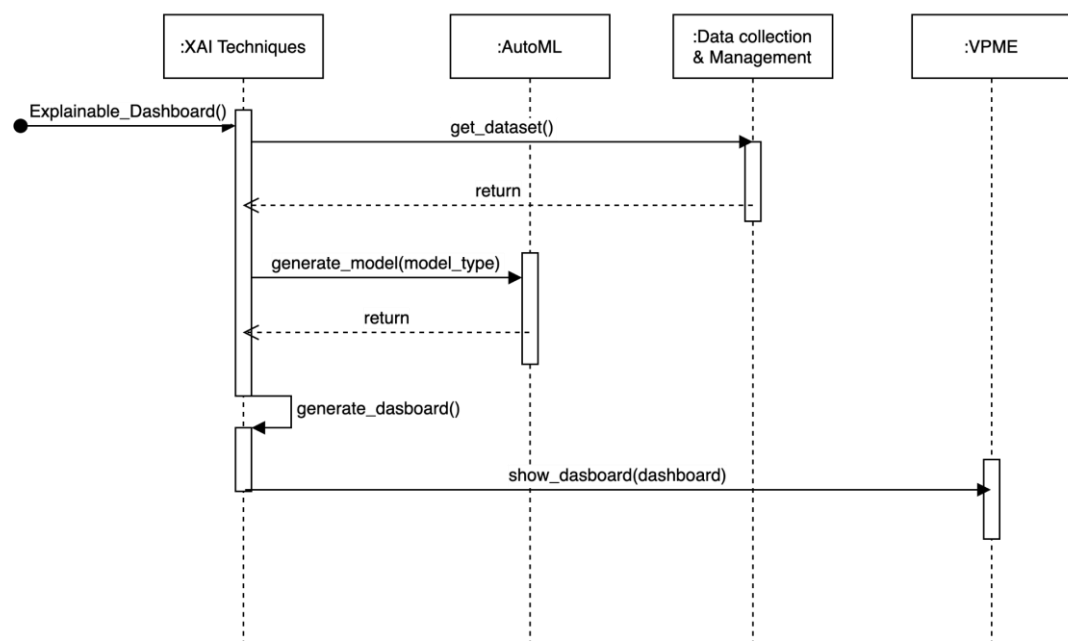 :XAI Techniques
:AutoML
:Data collection
& Management
:VPME
Explainable_Dashboard()
get_dataset()
return
generate_model(model_type)
return
generate_dasboard()
show_dasboard(dashboard)